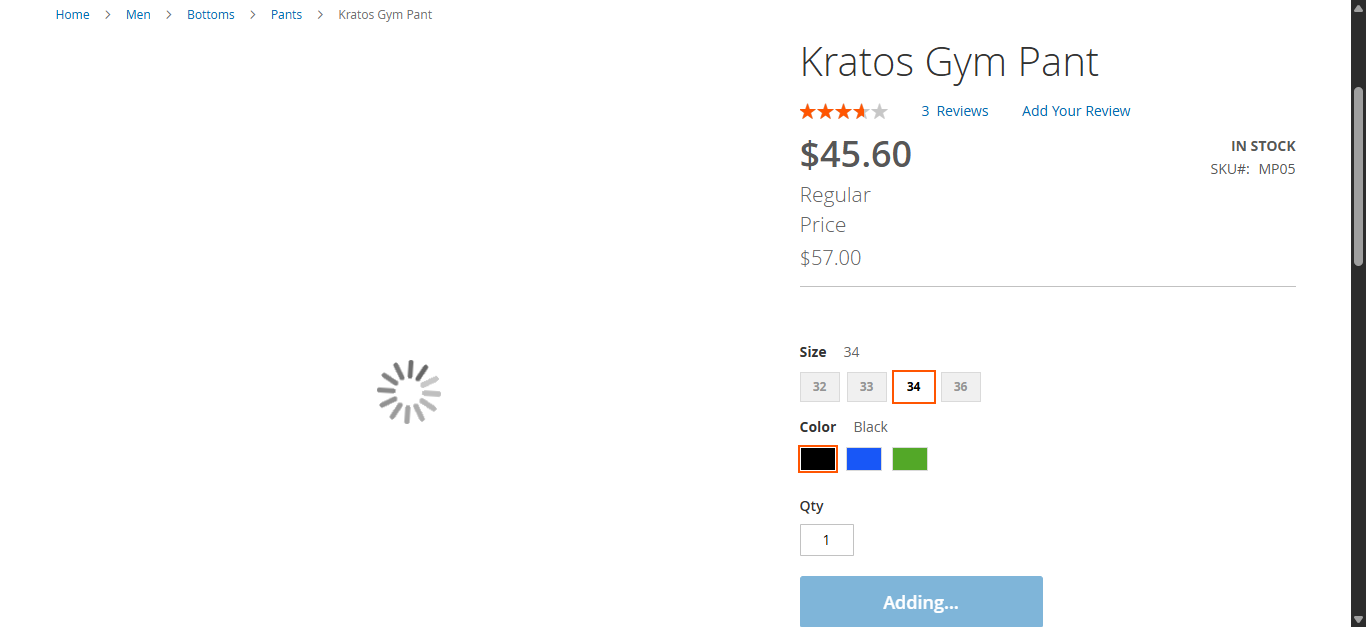 Home > Men > Bottoms > Pants > Kratos Gym Pant
Kratos Gym Pant
3 Reviews Add Your Review
$45.60 IN STOCK
SKU#: MP05
Regular
Price
$57.00
Size 34
32 33 34 36
Color Black
Qty
1
Adding...